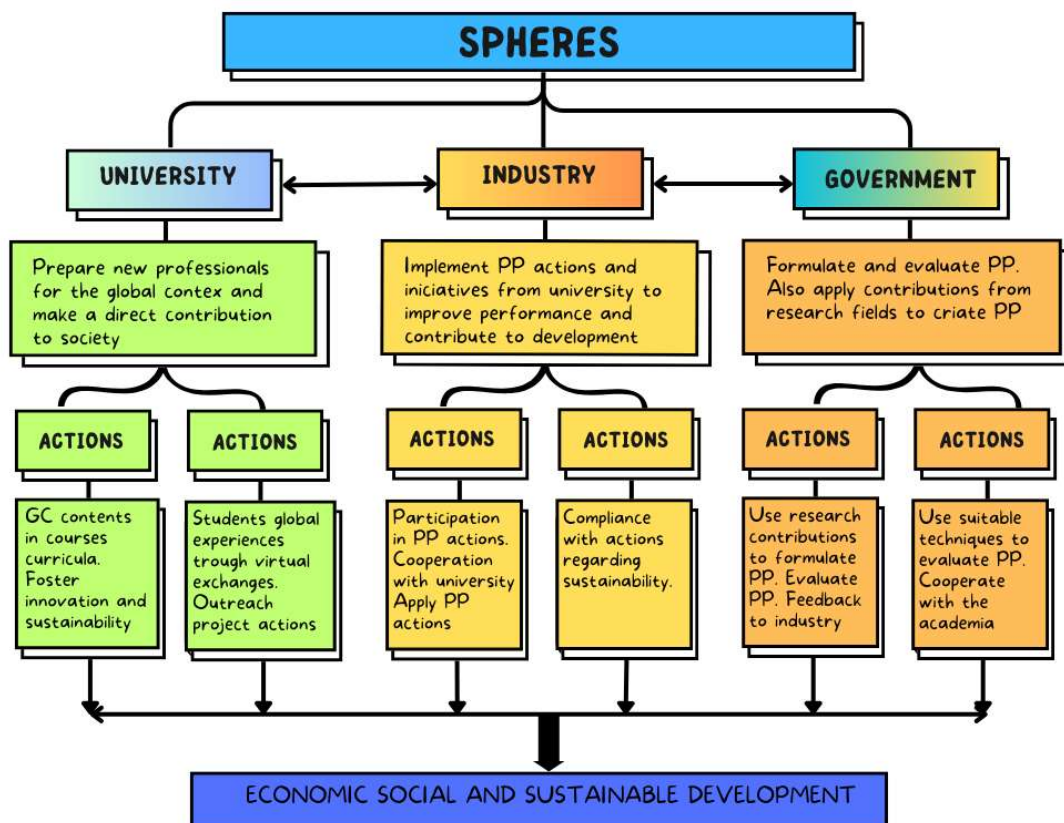 SPHERES
UNIVERSITY
INDUSTRY
GOVERNMENT
Prepare new professionals
for the global contex and
make a direct contribution
to society
Implement PP actions and
iniciatives from university to
improve performance and
contribute to development
Formulate and evaluate PP.
Also apply contributions from
research fields to criate PP
ACTIONS
ACTIONS
ACTIONS
ACTIONS
ACTIONS
ACTIONS
GC contents
in courses
curricula.
Foster
innovation and
sustainability
Students global
experiences
trough virtual
exchanges.
Outreach
project actions
Participation
in PP actions.
Cooperation
with university
Apply PP
actions
Compliance
with actions
regarding
sustainability.
Use research
contributions
to formulate
PP. Evaluate
PP. Feedback
to industry
Use suitable
techniques to
evaluate PP.
Cooperate
with the
academia
ECONOMIC SOCIAL AND SUSTAINABLE DEVELOPMENT